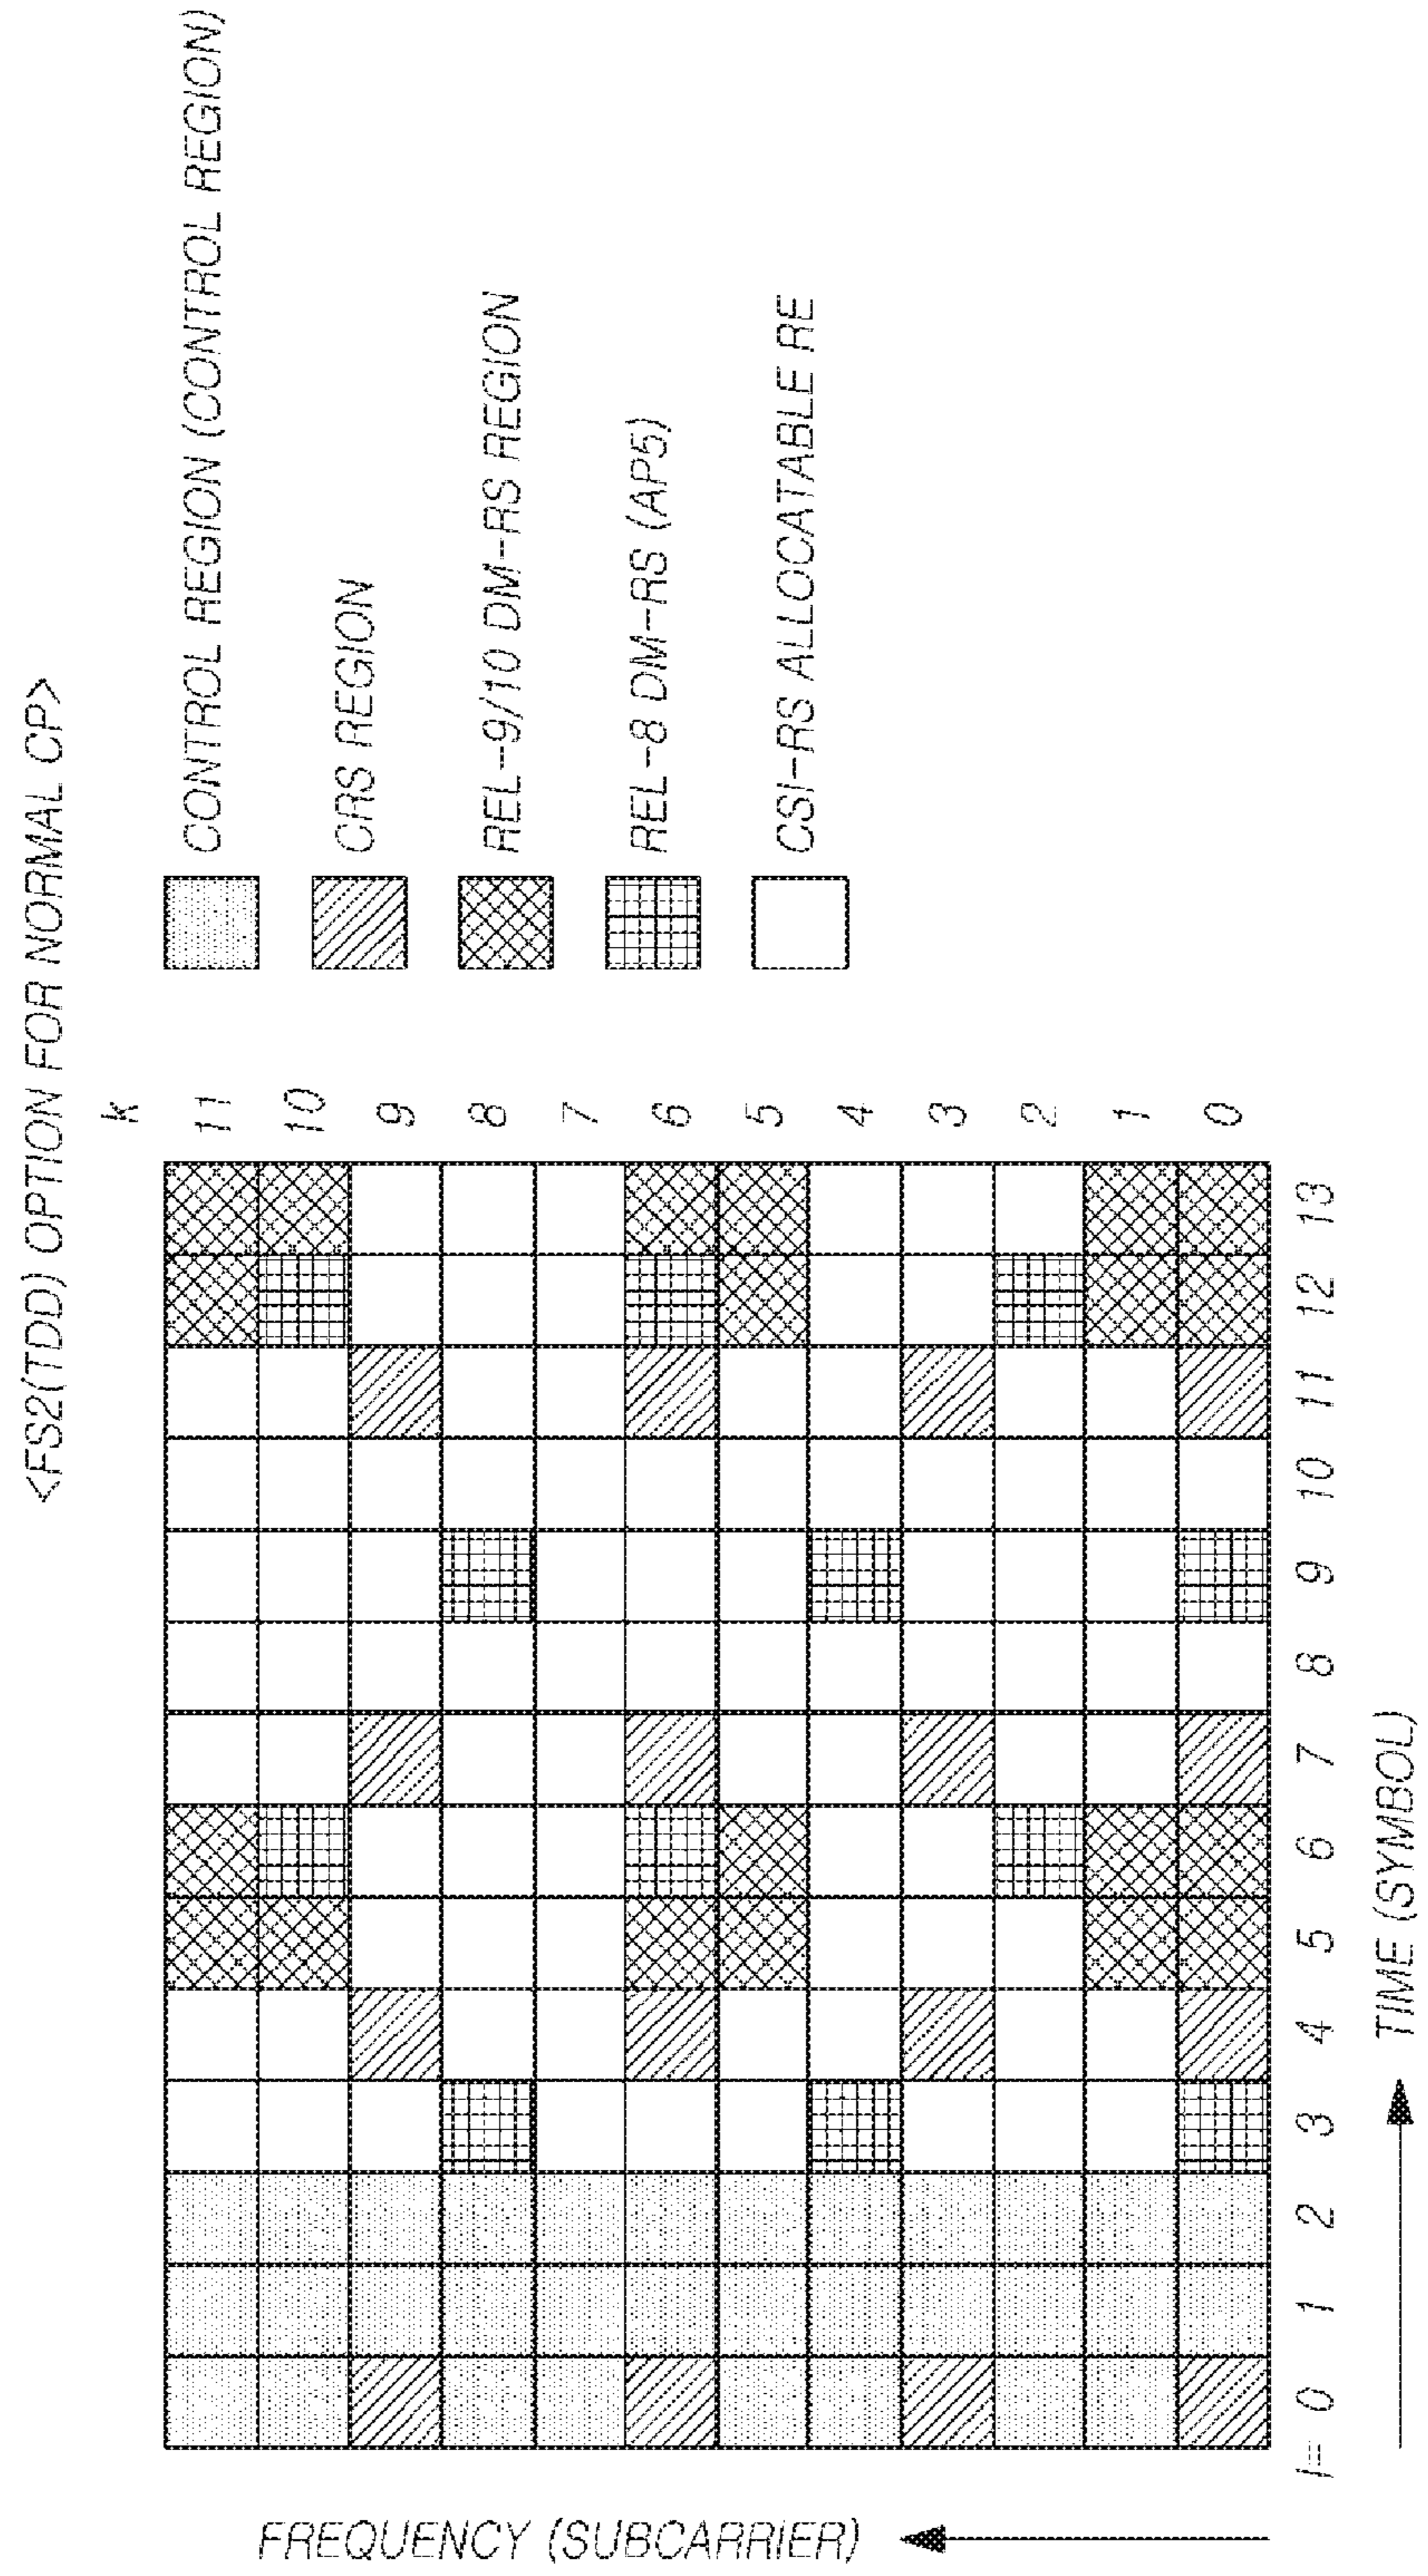 <FS2(TDD) OPTION FOR NORMAL CP>
CONTROL REGION (CONTROL REGION)
CRS REGION
REL-9/10 DM-RS REGION
REL-8 DM-RS (AP5)
CSI-RS ALLOCATABLE RE
k
11
10
9
8
7
6
5
4
3
2
1
0
l= 0 1 2 3 4 5 6 7 8 9 10 11 12 13
FREQUENCY (SUBCARRIER)
TIME (SYMBOL)